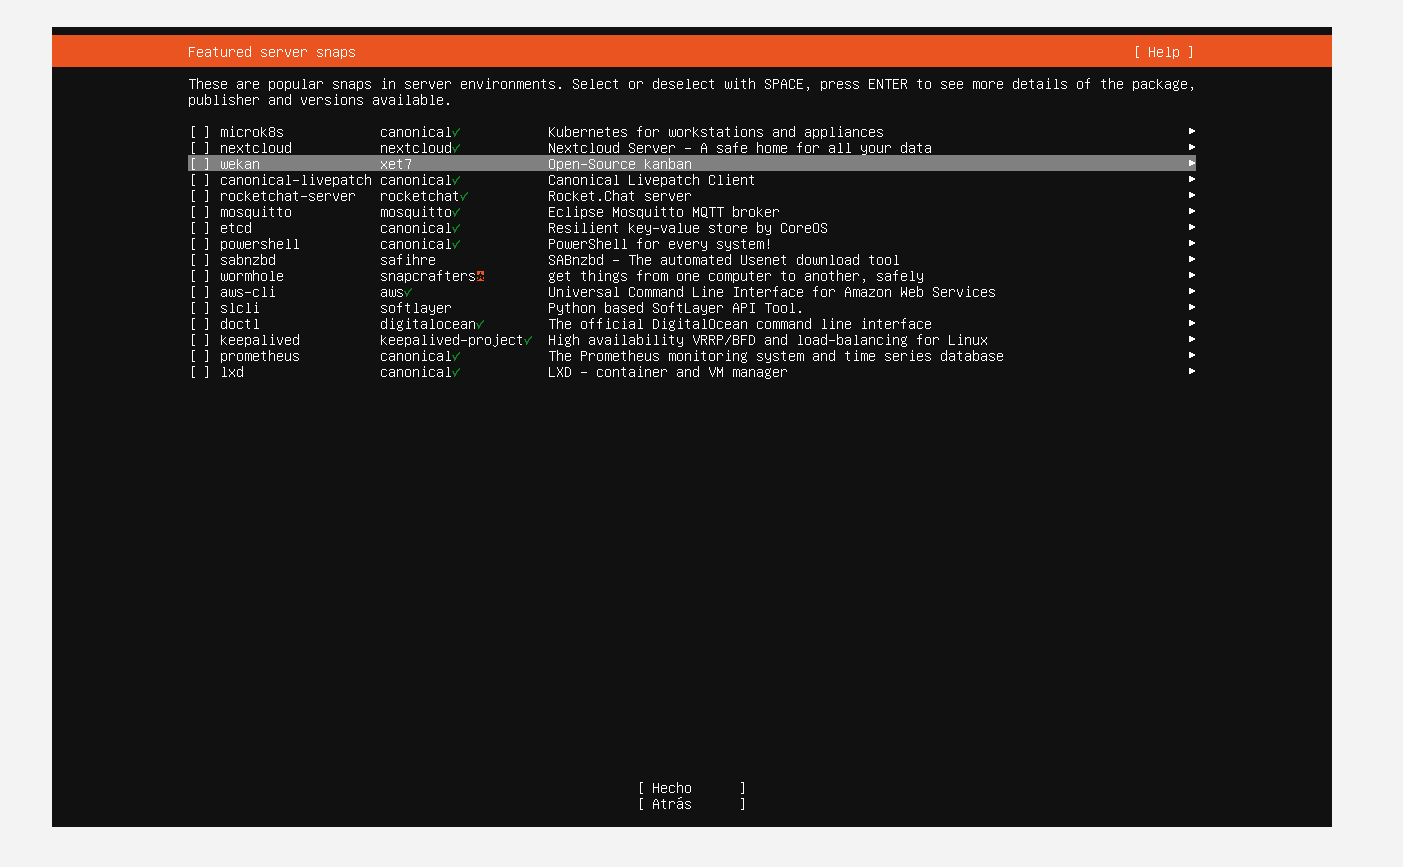 Featured server snaps [ Help ]
These are popular snaps in server environments. Select or deselect with SPACE, press ENTER to see more details of the package,
publisher and versions available.
[ ] microk8s canonical✓ Kubernetes for workstations and appliances ▸
[ ] nextcloud nextcloud✓ Nextcloud Server - A safe home for all your data ▸
[ ] wekan xet7 Open-Source kanban ▸
[ ] canonical-livepatch canonical✓ Canonical Livepatch Client ▸
[ ] rocketchat-server rocketchat✓ Rocket.Chat server ▸
[ ] mosquitto mosquitto✓ Eclipse Mosquitto MQTT broker ▸
[ ] etcd canonical✓ Resilient key-value store by CoreOS ▸
[ ] powershell canonical✓ PowerShell for every system! ▸
[ ] sabnzbd safihre SABnzbd - The automated Usenet download tool ▸
[ ] wormhole snapcrafters get things from one computer to another, safely ▸
[ ] aws-cli aws✓ Universal Command Line Interface for Amazon Web Services ▸
[ ] slcli softlayer Python based SoftLayer API Tool. ▸
[ ] doctl digitalocean✓ The official DigitalOcean command line interface ▸
[ ] keepalived keepalived-project✓ High availability VRRP/BFD and load-balancing for Linux ▸
[ ] prometheus canonical✓ The Prometheus monitoring system and time series database ▸
[ ] lxd canonical✓ LXD - container and VM manager ▸
[ Hecho ]
[ Atrás ]